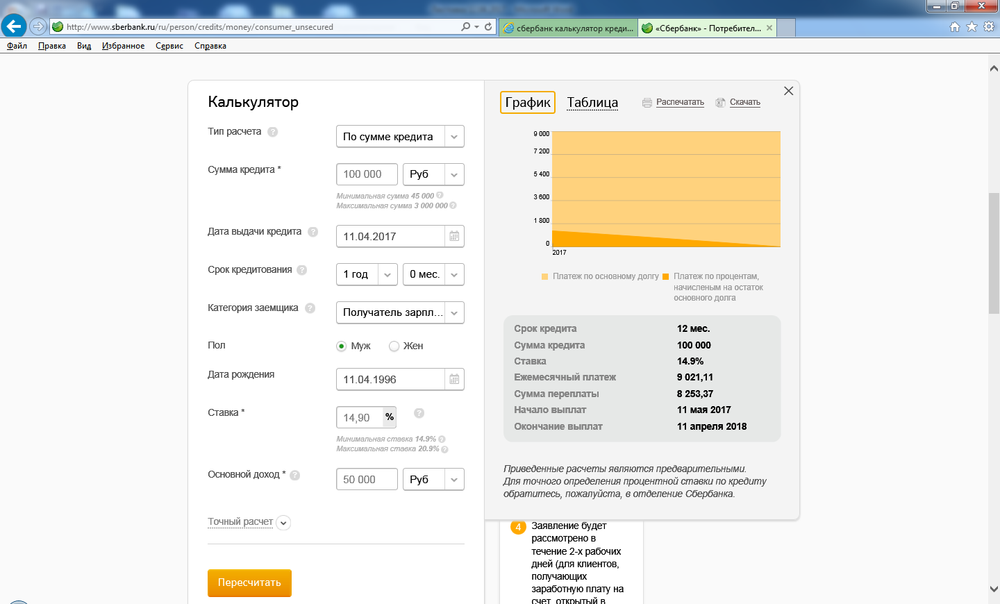 http://www.sberbank.ru/ru/person/credits/money/consumer_unsecured
сбербанк калькулятор креди...
«Сбербанк» - Потребител...
Файл Правка Вид Избранное Сервис Справка
Калькулятор
Тип расчета ?
По сумме кредита
Сумма кредита *
100 000 Руб
Минимальная сумма 45 000 ?
Максимальная сумма 3 000 000 ?
Дата выдачи кредита ?
11.04.2017
Срок кредитования ?
1 год 0 мес.
Категория заемщика ?
Получатель зарпл...
Пол
Муж Жен
Дата рождения
11.04.1996
Ставка *
14,90 % ?
Минимальная ставка 14.9% ?
Максимальная ставка 20.9% ?
Основной доход * ?
50 000 Руб
Точный расчет
Пересчитать
График Таблица Распечатать Скачать
9 000
7 200
5 400
3 600
1 800
0
2017
Платеж по основному долгу
Платеж по процентам,
начисленым на остаток
основного долга
Срок кредита 12 мес.
Сумма кредита 100 000
Ставка 14.9%
Ежемесячный платеж 9 021,11
Сумма переплаты 8 253,37
Начало выплат 11 мая 2017
Окончание выплат 11 апреля 2018
Приведенные расчеты являются предварительными.
Для точного определения процентной ставки по кредиту
обратитесь, пожалуйста, в отделение Сбербанка.
4 Заявление будет
рассмотрено в
течение 2-х рабочих
дней (для клиентов,
получающих
заработную плату на
счет, открытый в